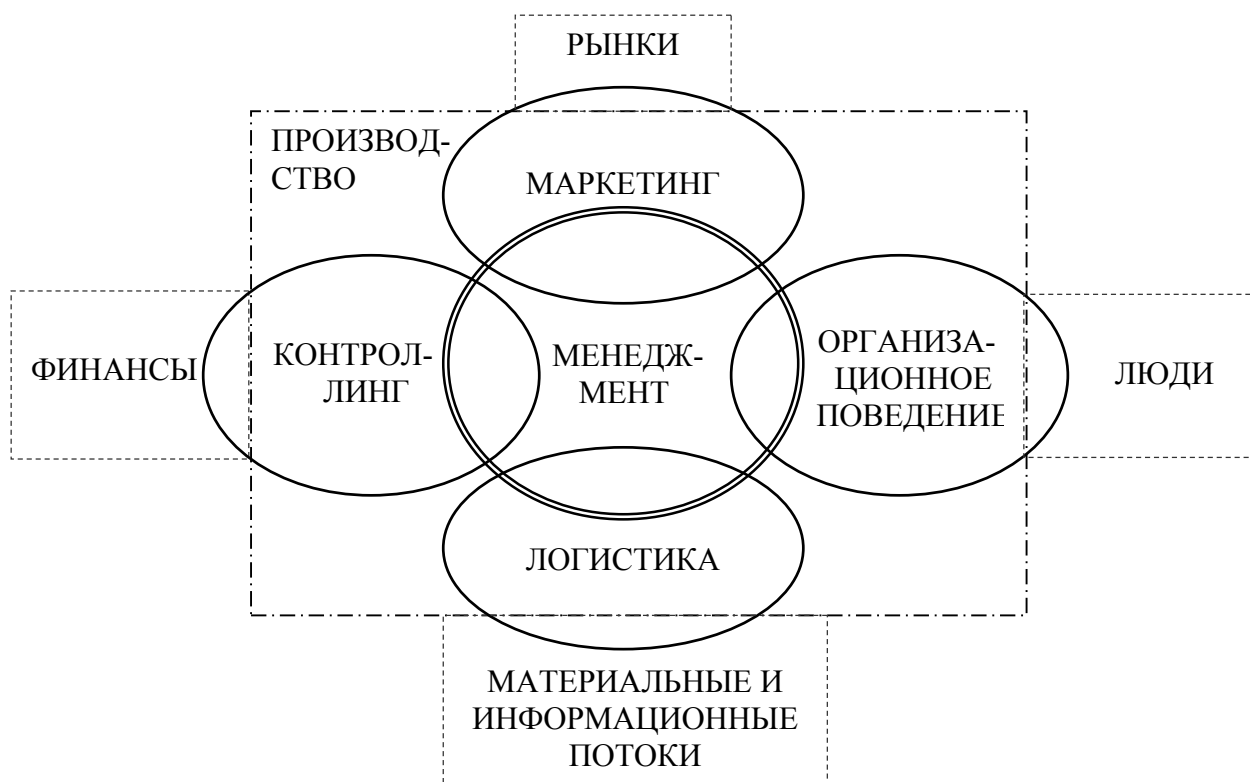 РЫНКИ
ПРОИЗВОД-
СТВО
МАРКЕТИНГ
ФИНАНСЫ
КОНТРОЛ-
ЛИНГ
МЕНЕДЖ-
МЕНТ
ОРГАНИЗА-
ЦИОННОЕ
ПОВЕДЕНИЕ
ЛЮДИ
ЛОГИСТИКА
МАТЕРИАЛЬНЫЕ И
ИНФОРМАЦИОННЫЕ
ПОТОКИ